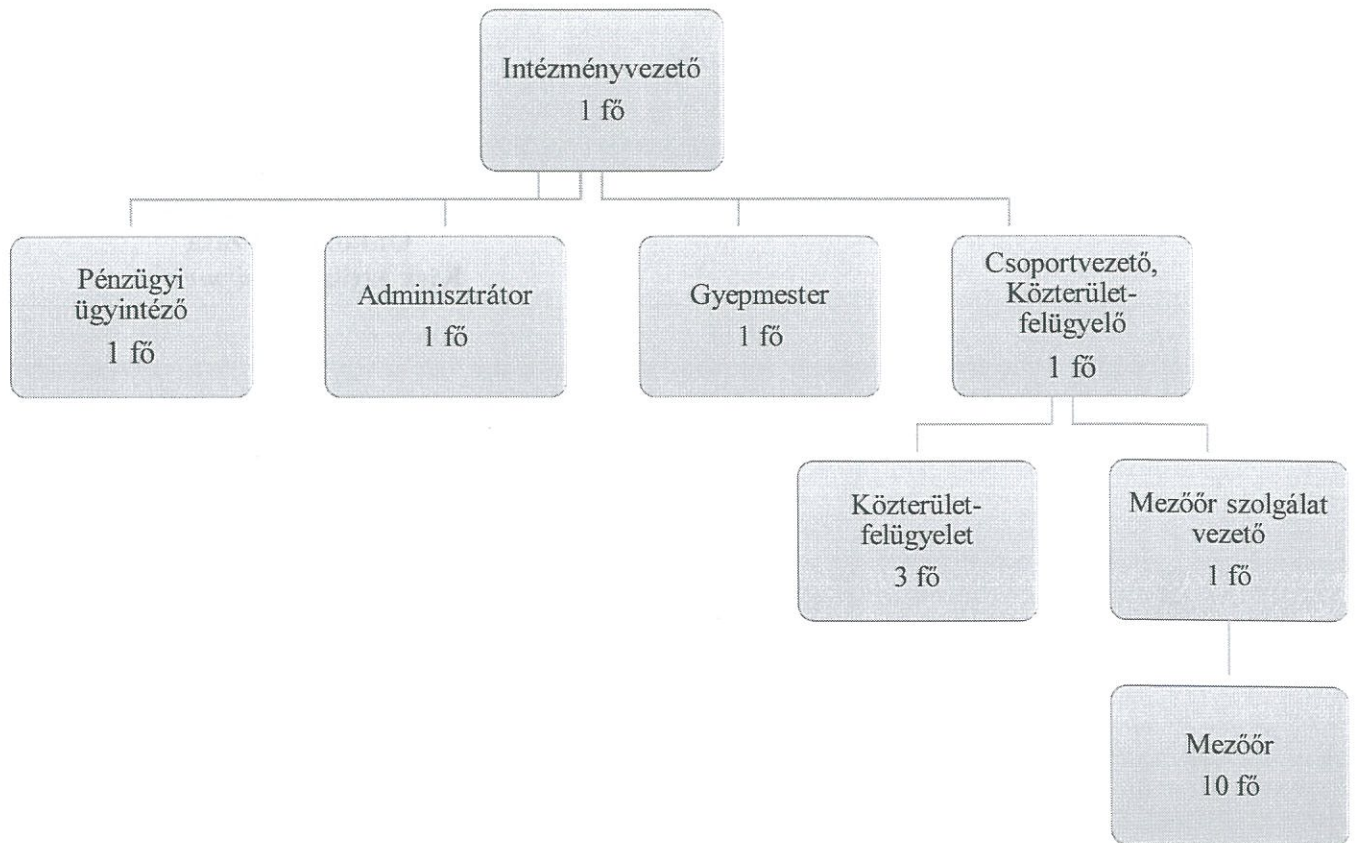 Intézményvezető
1 fő
Pénzügyi
ügyintéző
1 fő
Adminisztrátor
1 fő
Gyepmester
1 fő
Csoportvezető,
Közterület-
felügyelő
1 fő
Közterület-
felügyelet
3 fő
Mezőőr szolgálat
vezető
1 fő
Mezőőr
10 fő